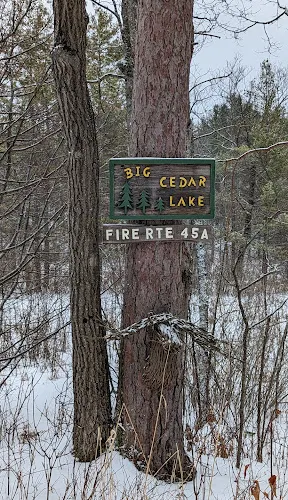 BIG
CEDAR
LAKE
FIRE RTE 45A